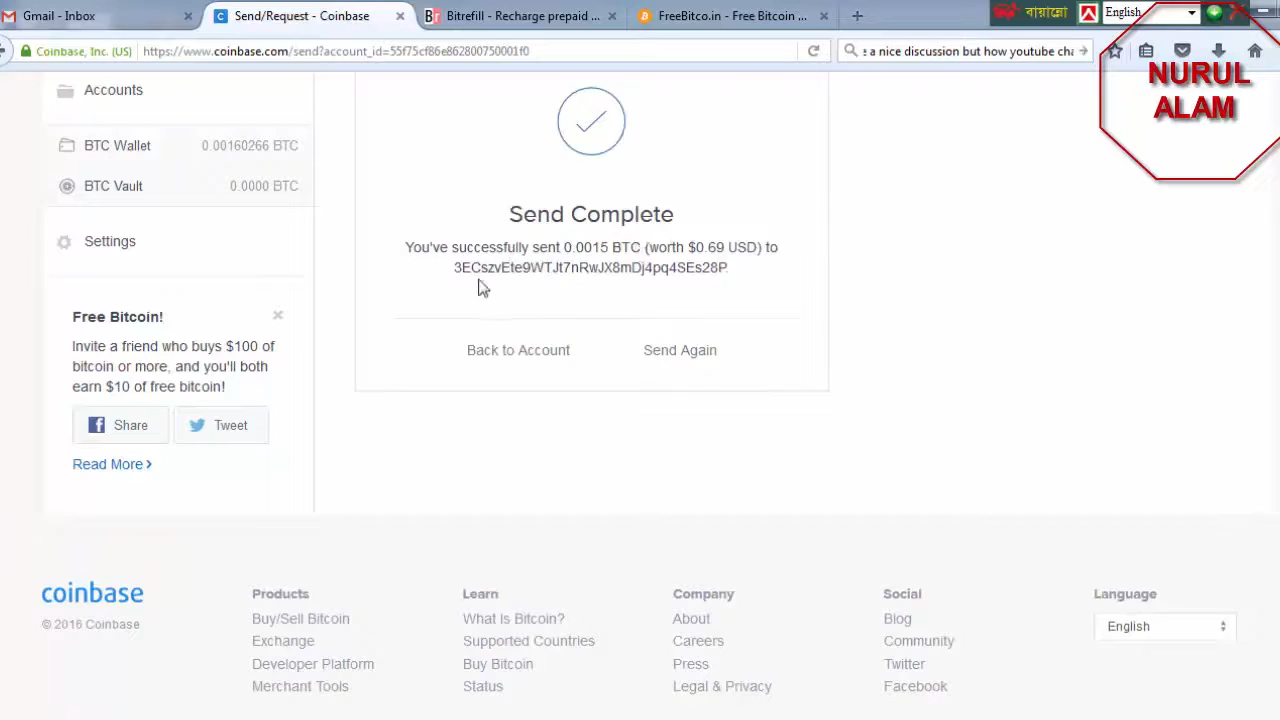 Gmail - Inbox
Send/Request - Coinbase
Bitrefill - Recharge prepaid ...
FreeBitco.in - Free Bitcoin ...
বায়ান্নো
English
Coinbase, Inc. (US)
https://www.coinbase.com/send?account_id=55f75cf86e862800750001f0
: a nice discussion but how youtube cha
NURUL
ALAM
Accounts
BTC Wallet 0.00160266 BTC
BTC Vault 0.0000 BTC
Settings
Free Bitcoin!
Invite a friend who buys $100 of
bitcoin or more, and you'll both
earn $10 of free bitcoin!
Share
Tweet
Read More
Send Complete
You've successfully sent 0.0015 BTC (worth $0.69 USD) to
3ECszvEte9WTJt7nRwJX8mDj4pq4SEs28P.
Back to Account
Send Again
coinbase
© 2016 Coinbase
Products
Buy/Sell Bitcoin
Exchange
Developer Platform
Merchant Tools
Learn
What Is Bitcoin?
Supported Countries
Buy Bitcoin
Status
Company
About
Careers
Press
Legal & Privacy
Social
Blog
Community
Twitter
Facebook
Language
English